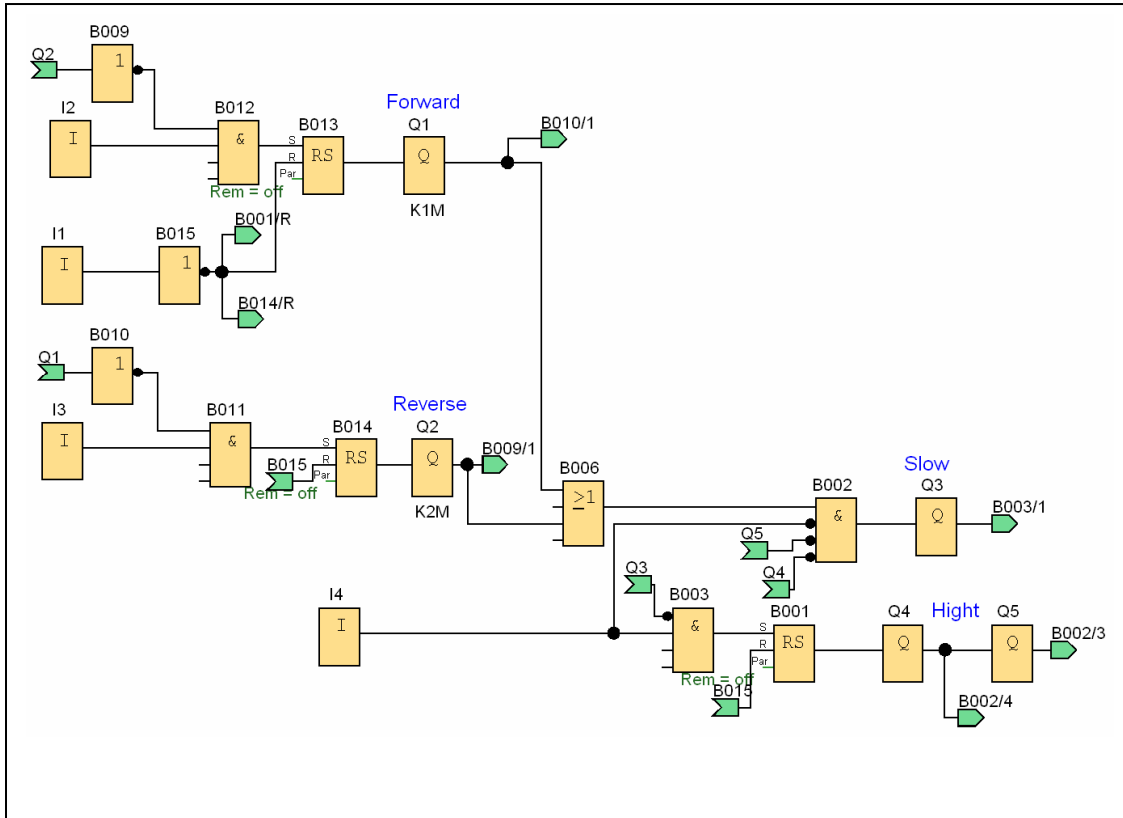 B009
Q2
1
I2
I
B012
&
Forward
B013
S
R
Par
RS
Rem = off
Q1
Q
K1M
B010/1
I1
I
B015
1
B001/R
B014/R
B010
Q1
1
I3
I
B011
&
Reverse
B014
S
R
Par
RS
B015
Rem = off
Q2
Q
K2M
B009/1
B006
≥1
Slow
B002
&
Q5
Q4
Q3
Q
B003/1
I4
I
Q3
B003
&
B001
S
R
Par
RS
Rem = off
B015
Hight
Q4
Q
Q5
Q
B002/3
B002/4